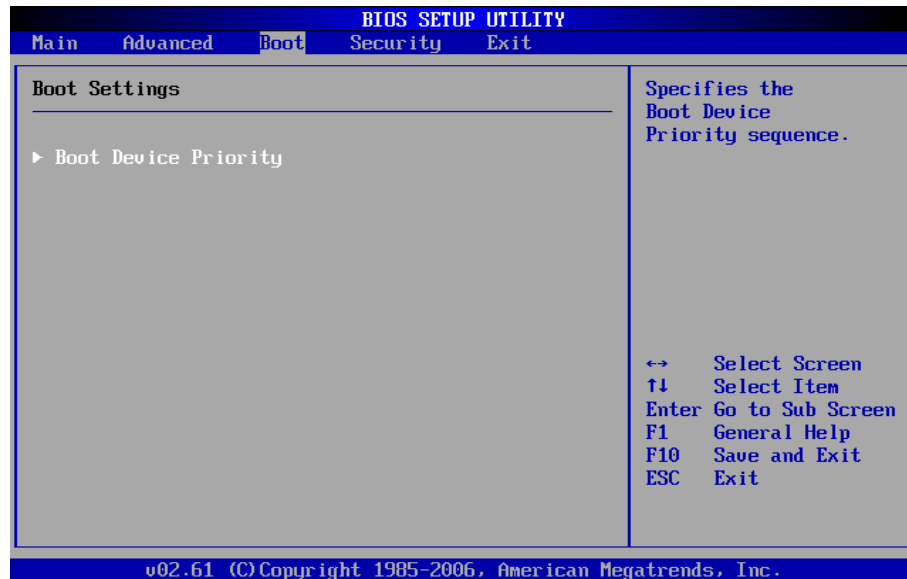 BIOS SETUP UTILITY
Main Advanced Boot Security Exit
Boot Settings
▶ Boot Device Priority
Specifies the
Boot Device
Priority sequence.
↔ Select Screen
↑↓ Select Item
Enter Go to Sub Screen
F1 General Help
F10 Save and Exit
ESC Exit
v02.61 (C)Copyright 1985-2006, American Megatrends, Inc.